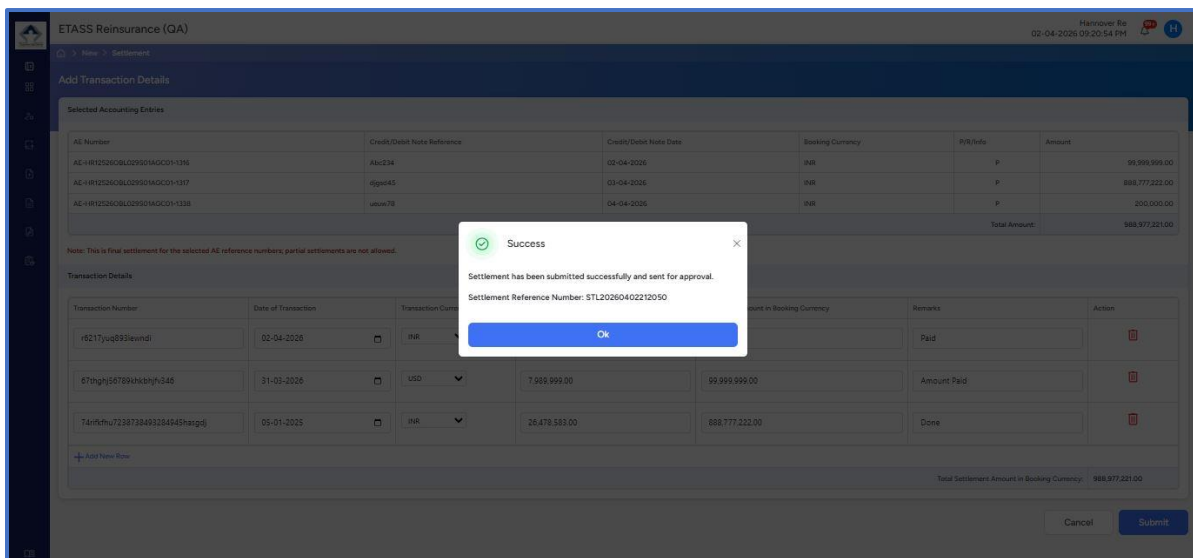 ETASS Reinsurance (QA)
Hannover Re
02-04-2026 09:20:54 PM
99+
H
> New > Settlement
Add Transaction Details
Selected Accounting Entries
AE Number Credit/Debit Note Reference Credit/Debit Note Date Booking Currency P/R/Info Amount
AE-HR12526OBL029S01AGC01-1316 Abc234 02-04-2026 INR P 99,999,999.00
AE-HR12526OBL029S01AGC01-1317 djgsd43 03-04-2026 INR P 888,777,222.00
AE-HR12526OBL029S01AGC01-1338 04-04-2026 INR P 200,000.00
Total Amount: 988,977,221.00
Note: This is final settlement for the selected AE reference numbers; partial settlements are not allowed.
Success
Settlement has been submitted successfully and sent for approval.
Settlement Reference Number: STL20260402212050
Ok
Transaction Details
Transaction Number Date of Transaction Transaction in Booking Currency Remarks Action
r6217yuq893lewndl 02-04-2026 INR Paid
67thghj56789khkbhjfv346 31-03-2026 USD 7,989,999.00 99,999,999.00 Amount Paid
05-01-2025 INR 26,478,583.00 888,777,222.00 Done
+ Add New Row
Total Settlement Amount in Booking Currency: 988,977,221.00
Cancel Submit